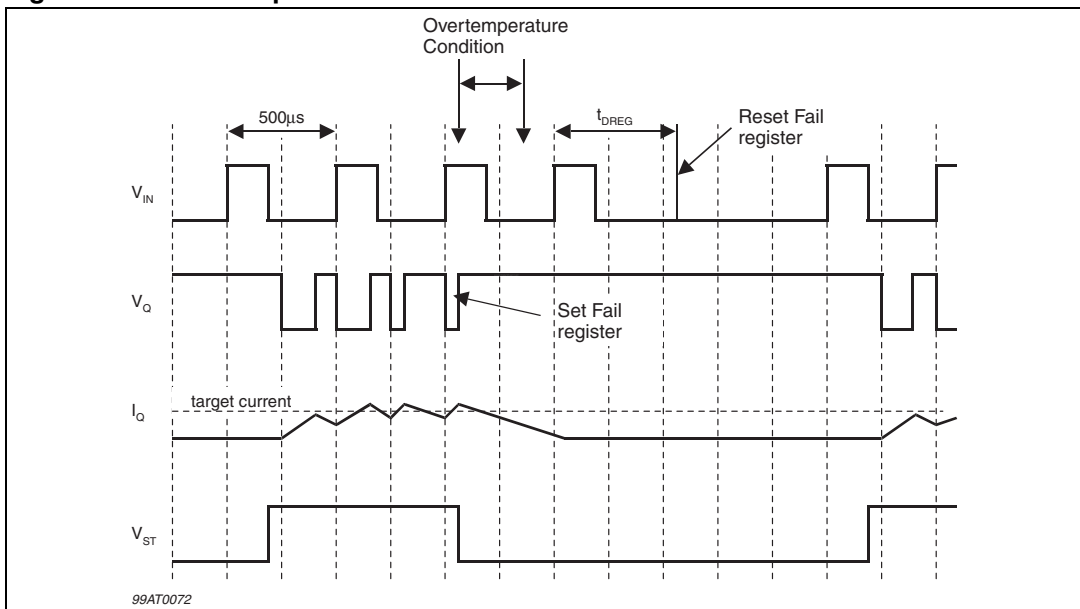 Overtemperature
Condition
500μs
tDREG
Reset Fail
register
VIN
VQ
Set Fail
register
target current
IQ
VST
99AT0072